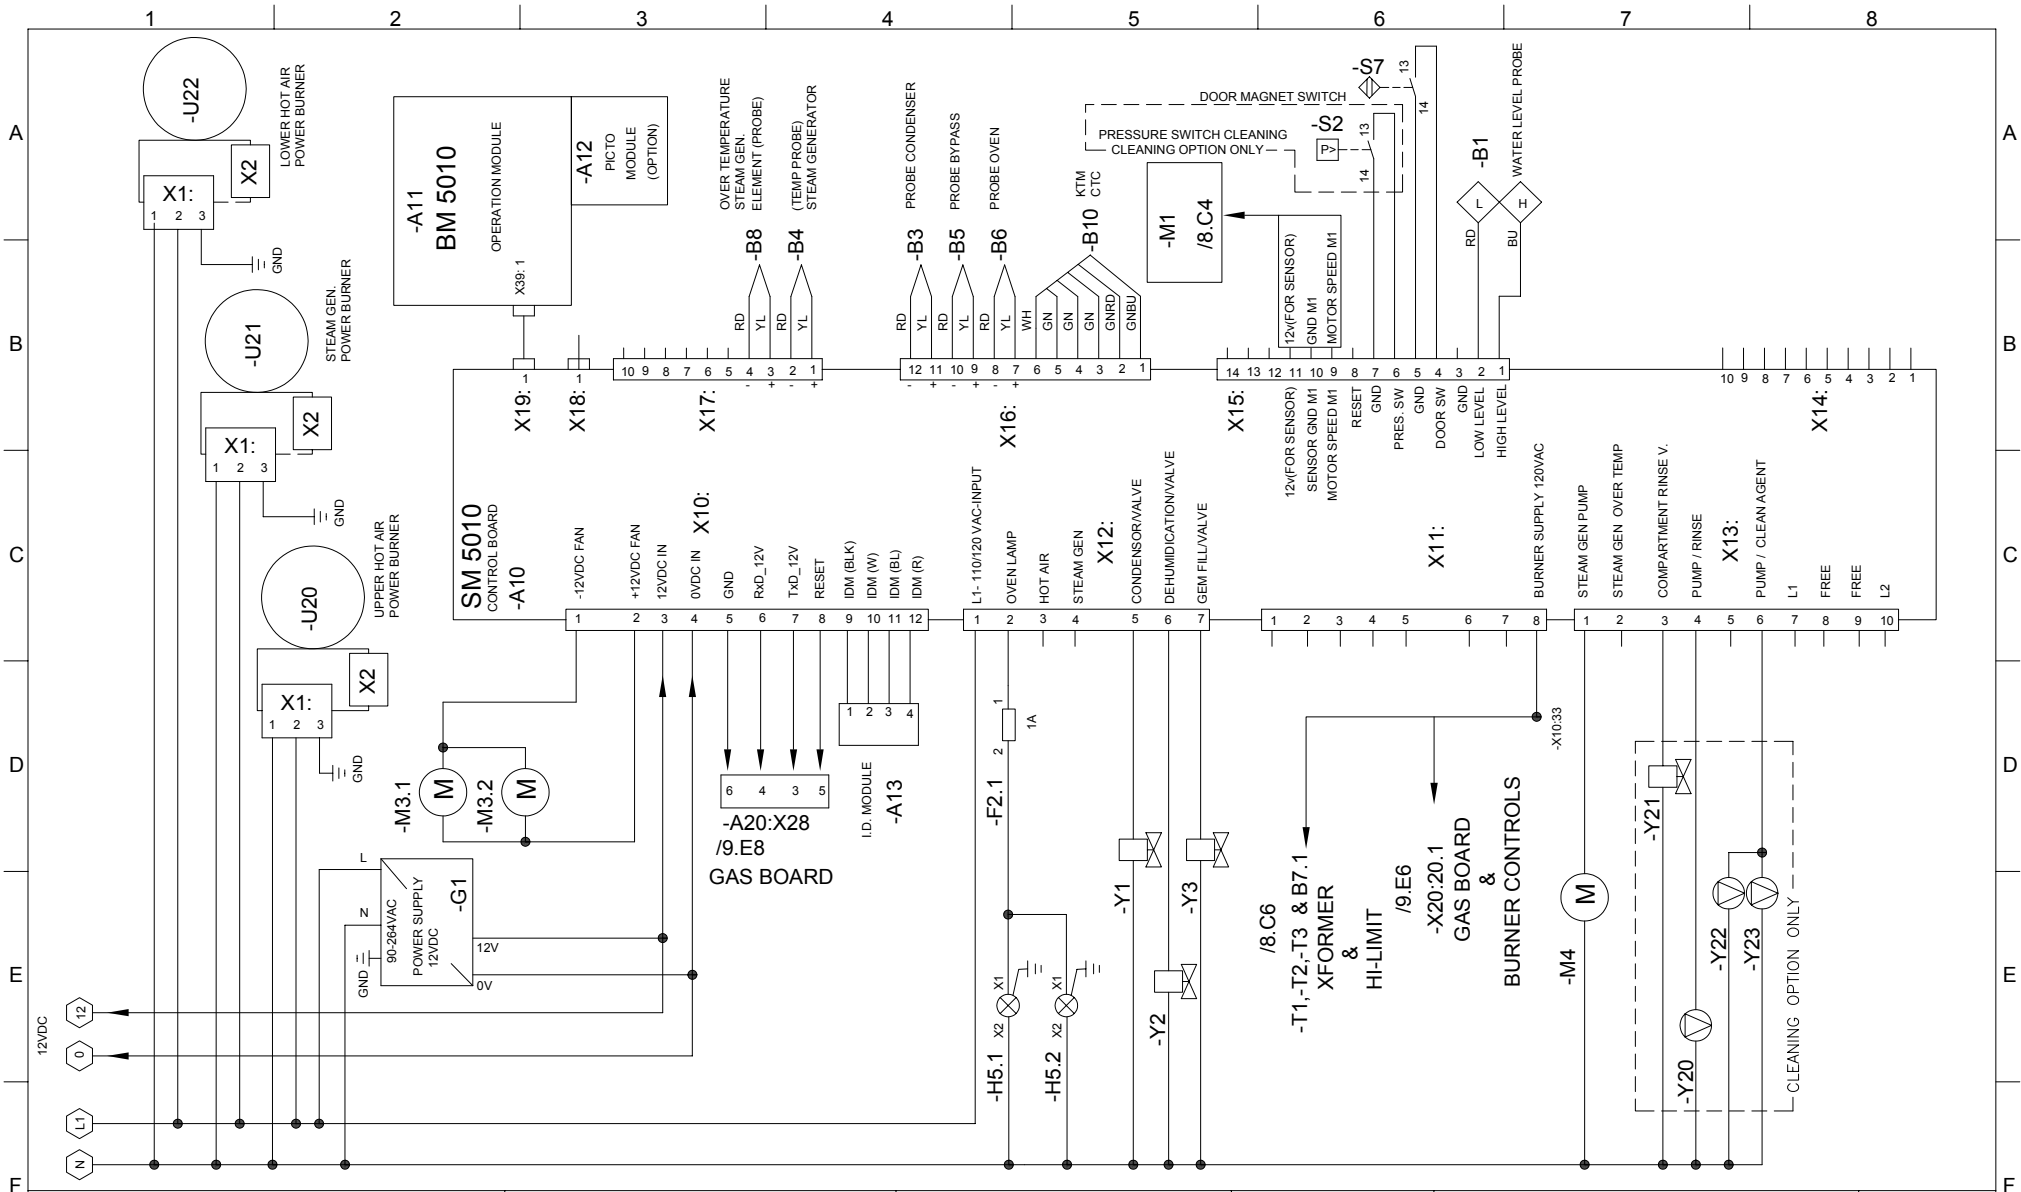 1 2 3 4 5 6 7 8
A
B
C
D
E
F
-U22
LOWER HOT AIR
POWER BURNER
X1:
X2
1 2 3
GND
-U21
STEAM GEN.
POWER BURNER
X1:
X2
1 2 3
GND
-U20
UPPER HOT AIR
POWER BURNER
X1:
X2
1 2 3
GND
-A11
BM 5010
OPERATION MODULE
X39: 1
-A12
PICTO
MODULE
(OPTION)
OVER TEMPERATURE
STEAM GEN.
ELEMENT (PROBE)
-B8
(TEMP PROBE)
STEAM GENERATOR
-B4
RD
YL
RD
YL
PROBE CONDENSER
-B3
PROBE BYPASS
-B5
PROBE OVEN
-B6
RD
YL
RD
YL
RD
YL
-B10 KTM
CTC
WH
GN
GN
GN
GNRD
GNBU
-M1
/8.C4
DOOR MAGNET SWITCH
-S7
13
14
PRESSURE SWITCH CLEANING
CLEANING OPTION ONLY
-S2
P>
13
14
-B1
WATER LEVEL PROBE
L
H
RD
BU
12v(FOR SENSOR)
GND M1
MOTOR SPEED M1
X19:
1
X18:
1
X17:
10 9 8 7 6 5 4 3 2 1
- + - +
X16:
12 11 10 9 8 7 6 5 4 3 2 1
- + - + - +
X15:
14 13 12 11 10 9 8 7 6 5 4 3 2 1
12v(FOR SENSOR)
SENSOR GND M1
MOTOR SPEED M1
RESET
GND
PRES. SW
GND
DOOR SW
GND
LOW LEVEL
HIGH LEVEL
X14:
10 9 8 7 6 5 4 3 2 1
SM 5010
CONTROL BOARD
-A10
X10:
-12VDC FAN
+12VDC FAN
12VDC IN
0VDC IN
GND
RxD_12V
TxD_12V
RESET
IDM (BLK)
IDM (W)
IDM (BL)
IDM (R)
1 2 3 4 5 6 7 8 9 10 11 12
X12:
L1- 110/120 VAC-INPUT
OVEN LAMP
HOT AIR
STEAM GEN
CONDENSOR/VALVE
DEHUMIDICATION/VALVE
GEM FILL/VALVE
1 2 3 4 5 6 7
X11:
BURNER SUPPLY 120VAC
1 2 3 4 5 6 7 8
X13:
STEAM GEN PUMP
STEAM GEN OVER TEMP
COMPARTMENT RINSE V.
PUMP / RINSE
PUMP / CLEAN AGENT
L1
FREE
FREE
L2
1 2 3 4 5 6 7 8 9 10
-M3.1
M
-M3.2
M
6 4 3 5
-A20:X28
/9.E8
GAS BOARD
1 2 3 4
I.D. MODULE
-A13
1
2
1A
-F2.1
-X10:33
L
N
GND
90-264VAC
POWER SUPPLY
12VDC
-G1
12V
0V
12VDC
12
0
L1
N
-H5.1
X2 X1
-H5.2
X2 X1
-Y1
-Y2
-Y3
/8.C6
-T1,-T2,-T3 & B7.1
XFORMER
&
HI-LIMIT
/9.E6
-X20:20.1
GAS BOARD
&
BURNER CONTROLS
-M4
M
-Y21
-Y20
-Y22
-Y23
CLEANING OPTION ONLY
A
B
C
D
E
F